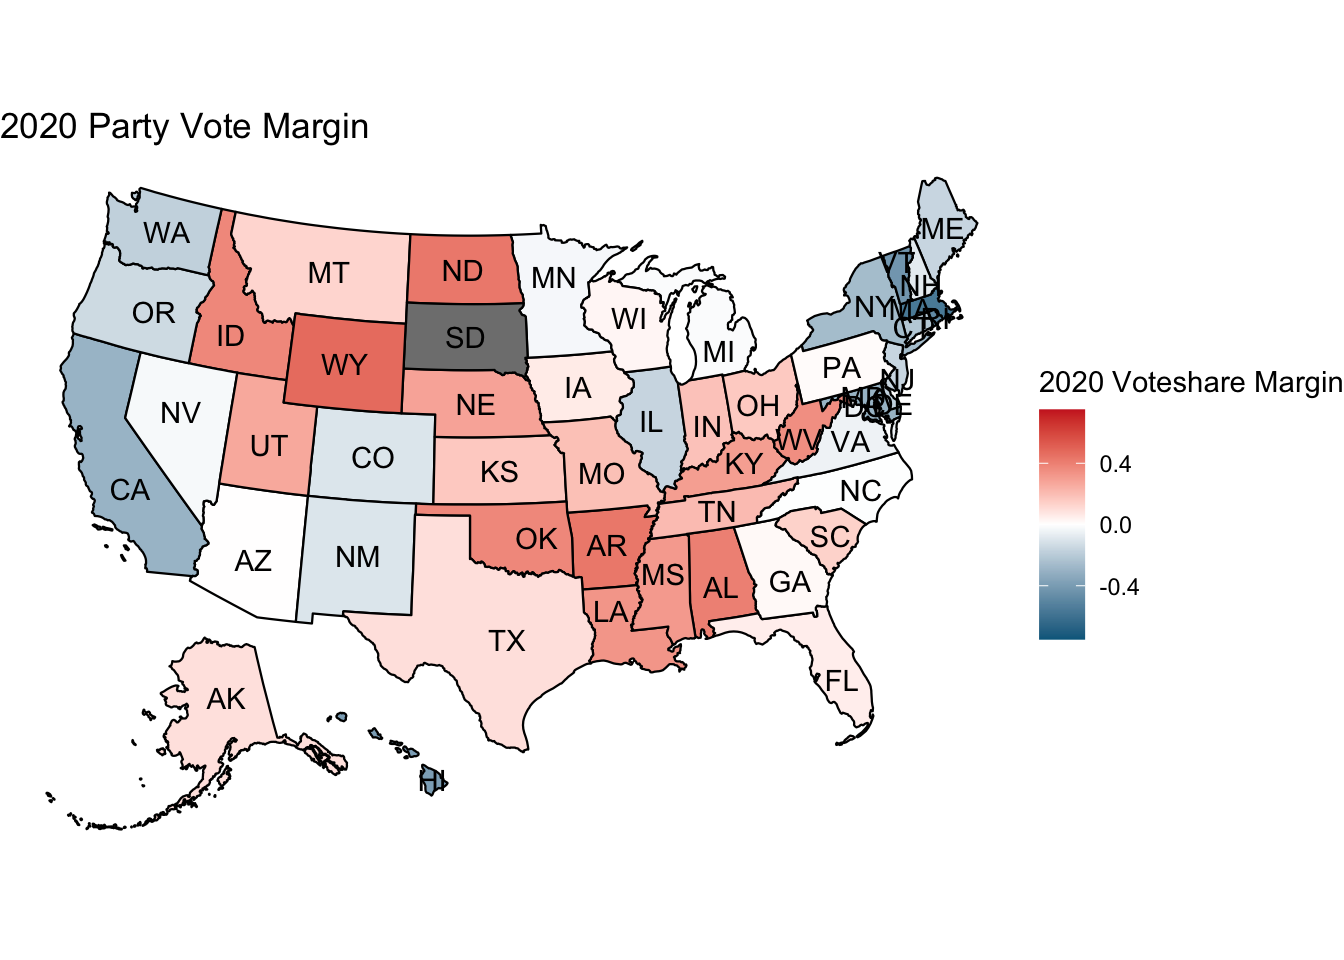 2020 Party Vote Margin
WA
MT
ND
MN
ME
VT
NH
OR
ID
WY
SD
WI
MI
NY
MA
CT
RI
NV
UT
CO
NE
IA
IL
IN
OH
PA
NJ
MD
DE
DC
CA
KS
MO
KY
WV
VA
AZ
NM
OK
AR
TN
NC
SC
MS
AL
GA
LA
TX
FL
AK
HI
2020 Voteshare Margin
0.4
0.0
-0.4